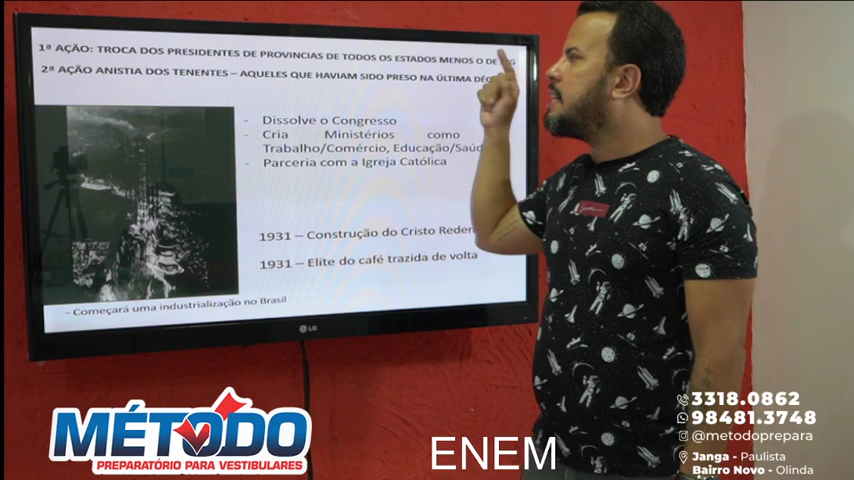 1ª AÇÃO: TROCA DOS PRESIDENTES DE PROVINCIAS DE TODOS OS ESTADOS MENOS O DE
2ª AÇÃO ANISTIA DOS TENENTES – AQUELES QUE HAVIAM SIDO PRESO NA ÚLTIMA
- Dissolve o Congresso
- Cria Ministérios como
Trabalho/Comércio, Educação/Saúd
- Parceria com a Igreja Católica
1931 – Construção do Cristo Reden
1931 – Elite do café trazida de volta
- Começará uma industrialização no Brasil
LG
MÉTODO
PREPARATÓRIO PARA VESTIBULARES
ENEM
3318.0862
98481.3748
@metodoprepara
Janga - Paulista
Bairro Novo - Olinda